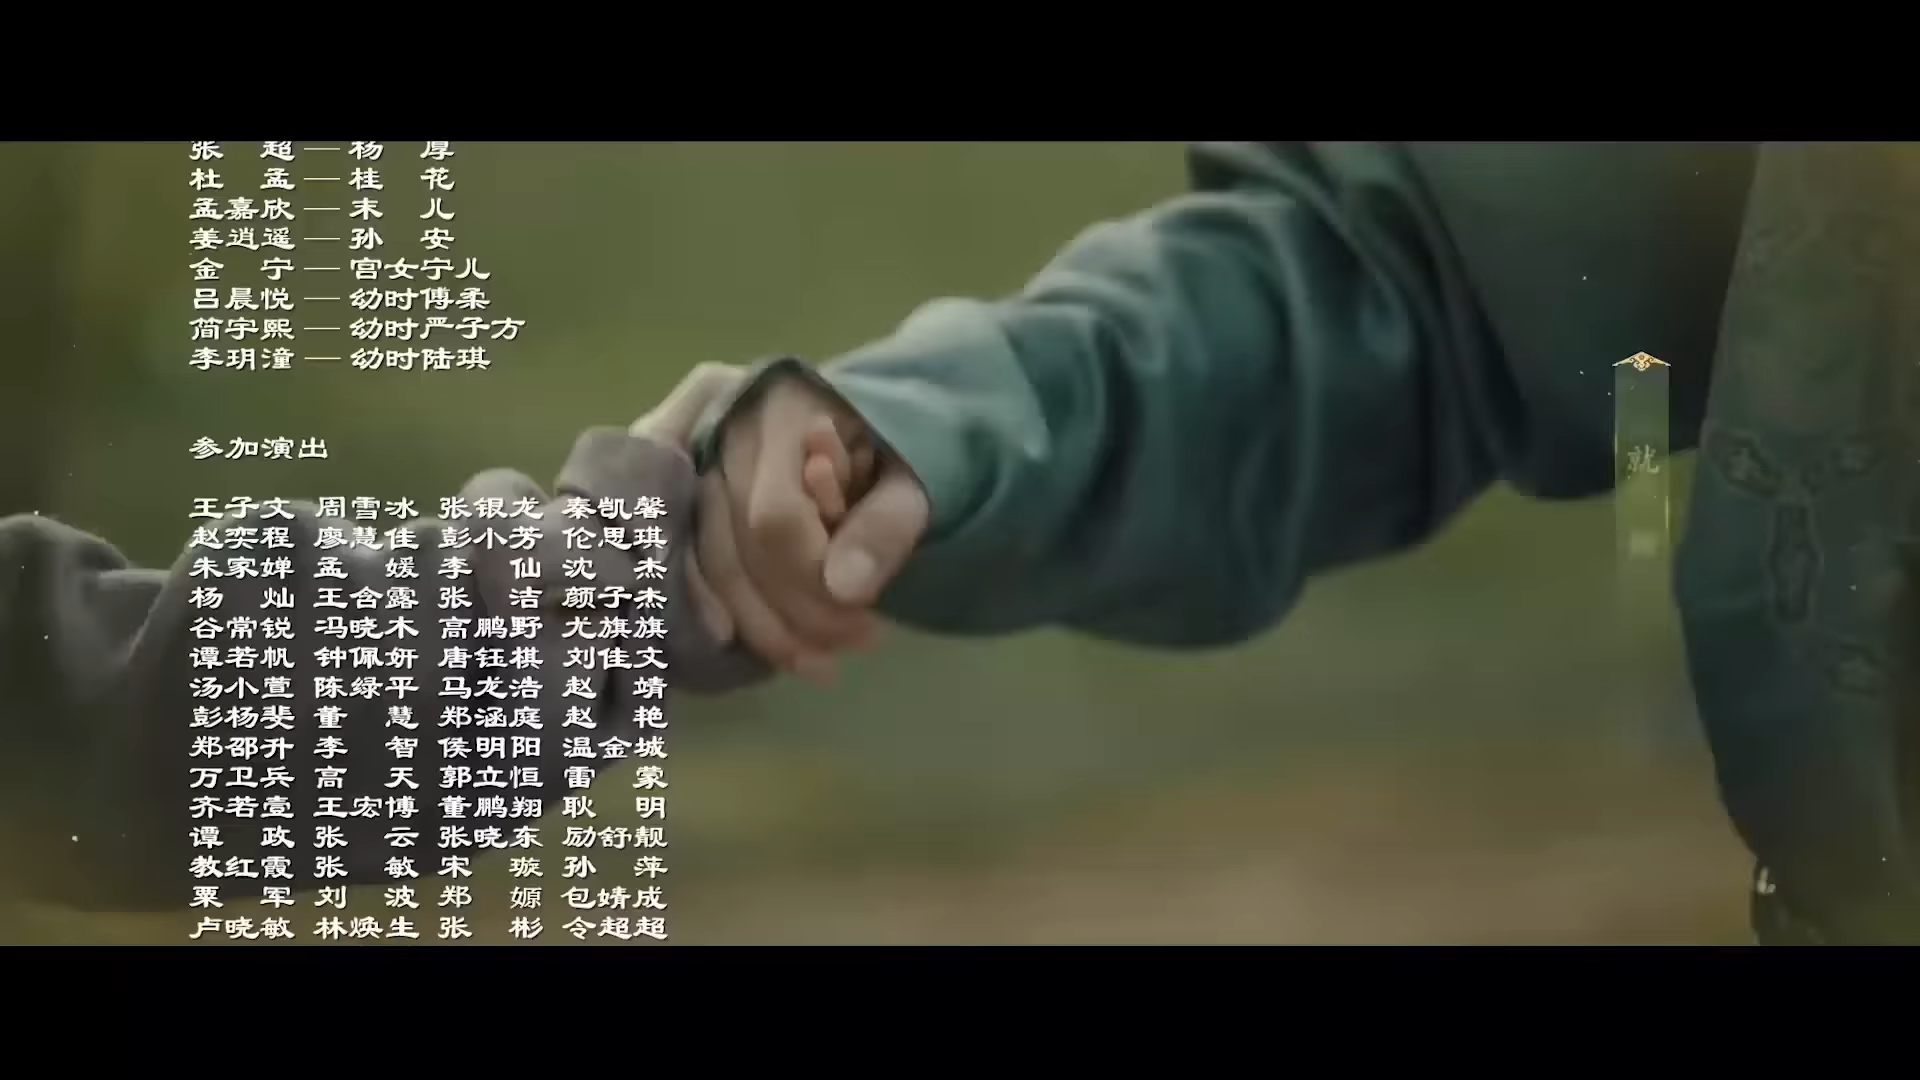 张　超 — 杨　厚
杜　孟 — 桂　花
孟嘉欣 — 末　儿
姜逍遥 — 孙　安
金　宁 — 宫女宁儿
吕晨悦 — 幼时傅柔
简宇熙 — 幼时严子方
李玥潼 — 幼时陆琪
参加演出
王子文 周雪冰 张银龙 秦凯馨
赵奕程 廖慧佳 彭小芳 伦思琪
朱家婵 孟　媛 李　仙 沈　杰
杨　灿 王含露 张　洁 颜子杰
谷常锐 冯晓木 高鹏野 尤旗旗
谭若帆 钟佩妍 唐钰棋 刘佳文
汤小萱 陈绿平 马龙浩 赵　靖
彭杨斐 董　慧 郑涵庭 赵　艳
郑邵升 李　智 侯明阳 温金城
万卫兵 高　天 郭立恒 雷　蒙
齐若壹 王宏博 董鹏翔 耿　明
谭　政 张　云 张晓东 励舒靓
教红霞 张　敏 宋　璇 孙　萍
粟　军 刘　波 郑　嫄 包婧成
卢晓敏 林焕生 张　彬 令超超
就